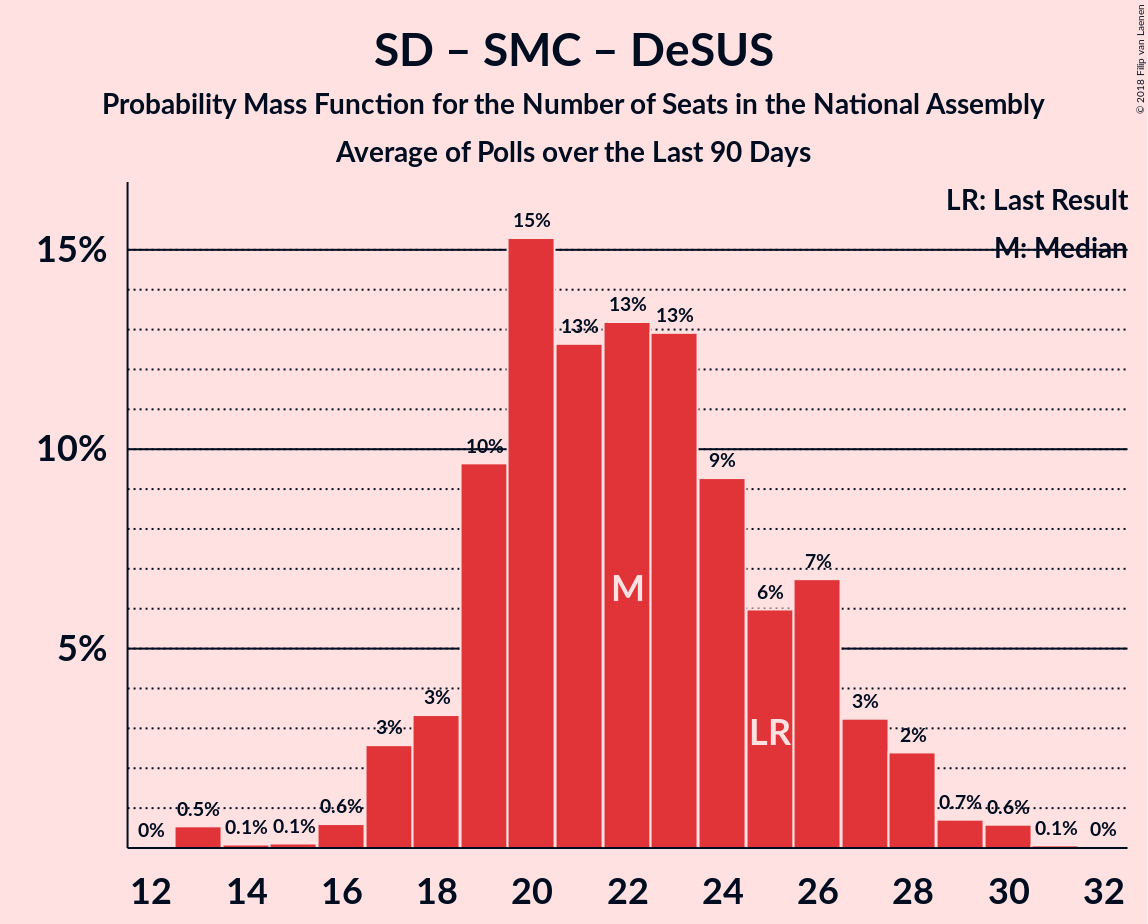 SD – SMC – DeSUS
Probability Mass Function for the Number of Seats in the National Assembly
Average of Polls over the Last 90 Days
© 2018 Filip van Laenen
LR: Last Result
M: Median
15%
10%
5%
0%
0.5%
0.1%
0.1%
0.6%
3%
3%
10%
15%
13%
13%
13%
9%
6%
7%
3%
2%
0.7%
0.6%
0.1%
0%
M
LR
12 14 16 18 20 22 24 26 28 30 32